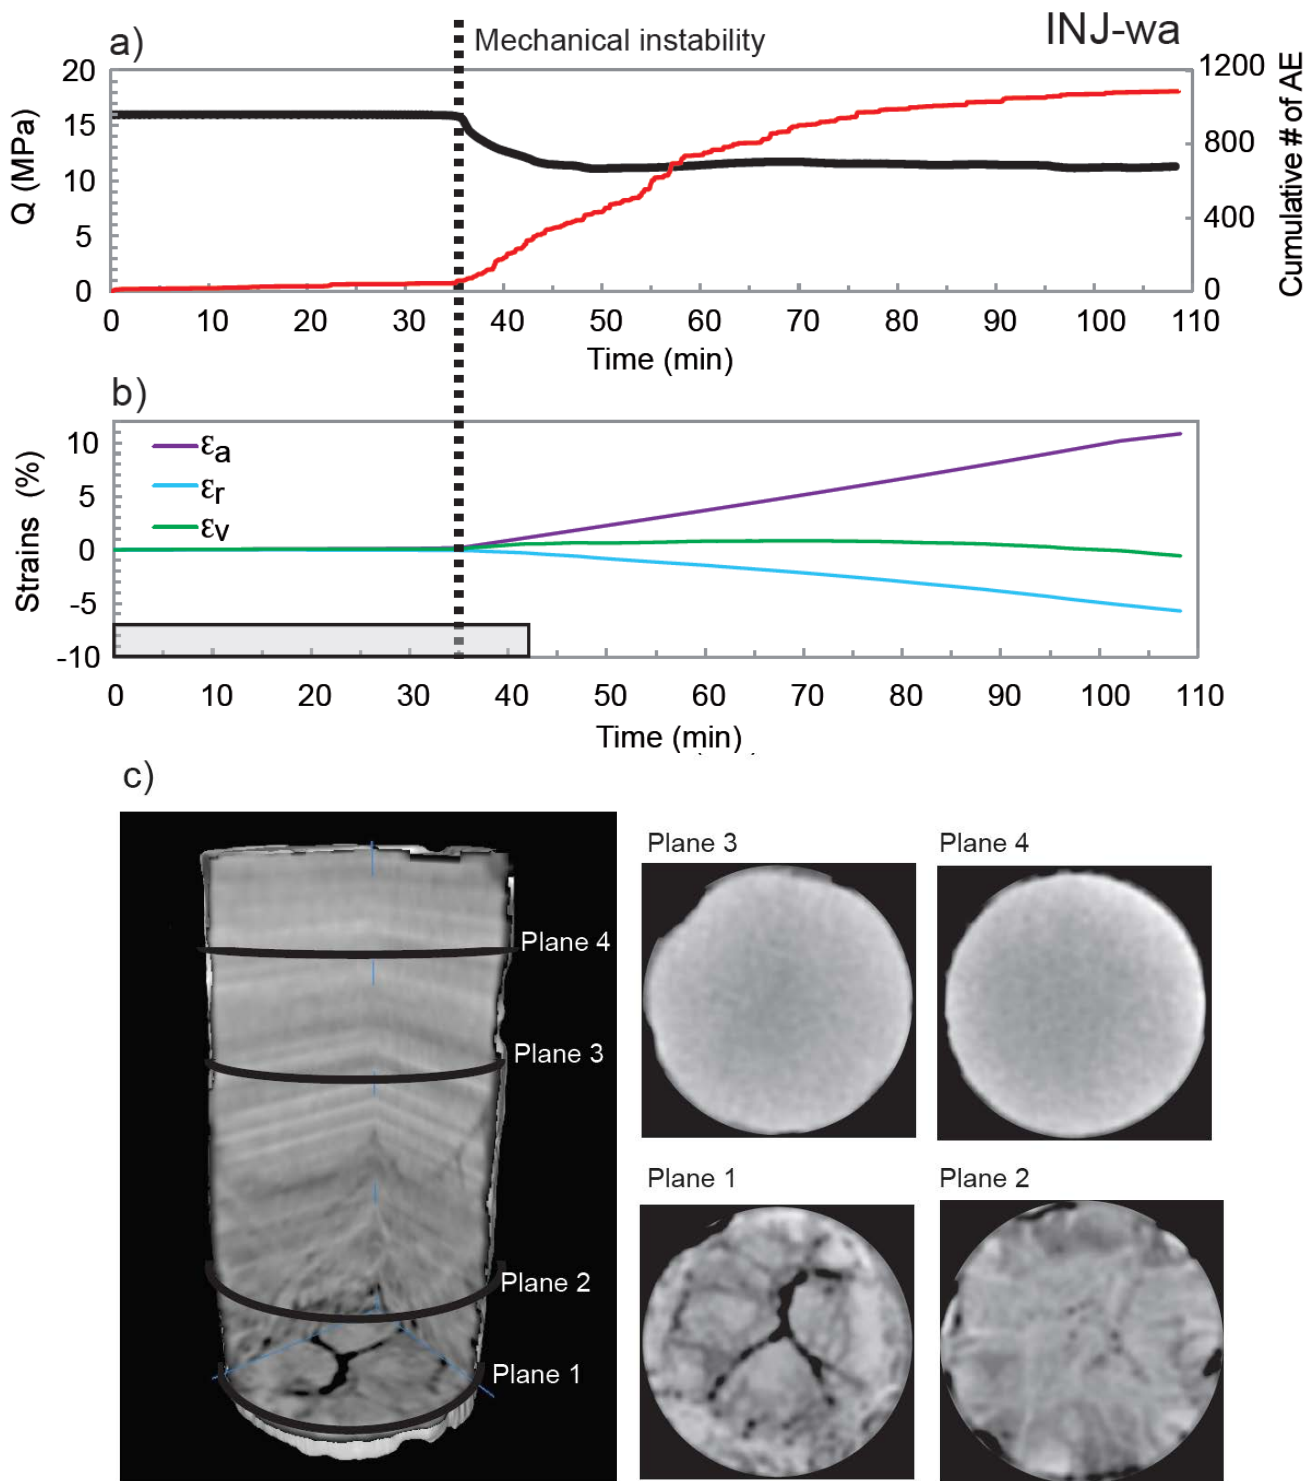 a)
Mechanical instability
INJ-wa
20
15
10
5
0
Q (MPa)
1200
800
400
0
Cumulative # of AE
0 10 20 30 40 50 60 70 80 90 100 110
Time (min)
b)
10
5
0
-5
-10
Strains (%)
εa
εr
εv
0 10 20 30 40 50 60 70 80 90 100 110
Time (min)
c)
Plane 4
Plane 3
Plane 2
Plane 1
Plane 3
Plane 4
Plane 1
Plane 2